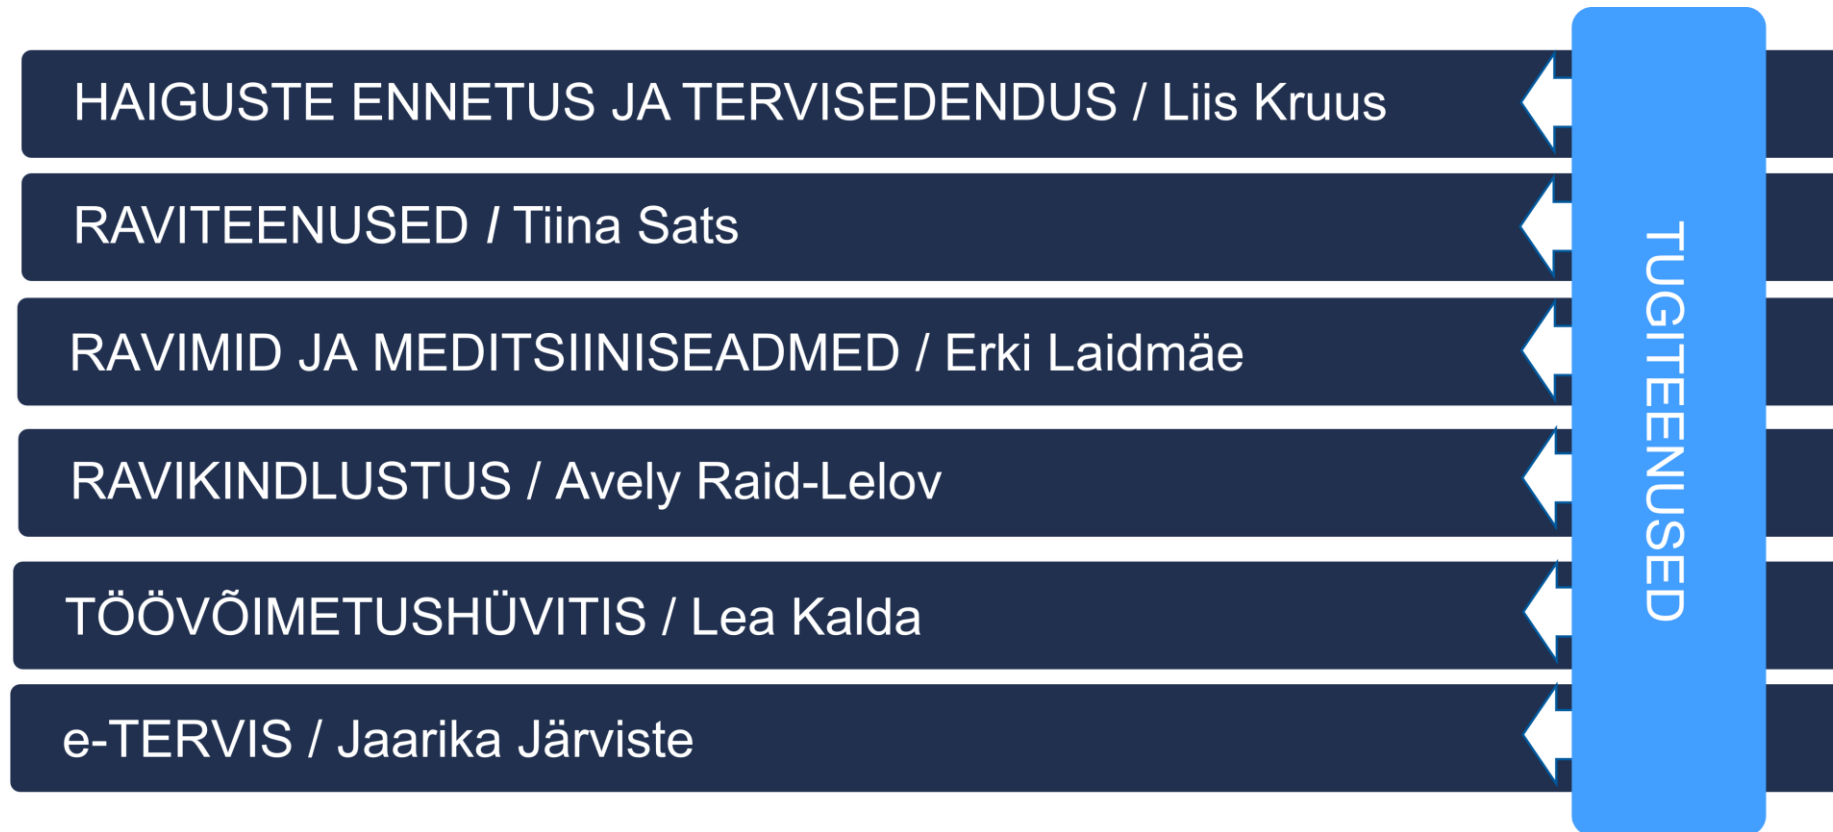 HAIGUSTE ENNETUS JA TERVISEDENDUS / Liis Kruus
RAVITEENUSED / Tiina Sats
RAVIMID JA MEDITSIINISEADMED / Erki Laidmäe
RAVIKINDLUSTUS / Avely Raid-Lelov
TÖÖVÕIMETUSHÜVITIS / Lea Kalda
e-TERVIS / Jaarika Järviste
TUGITEENUSED